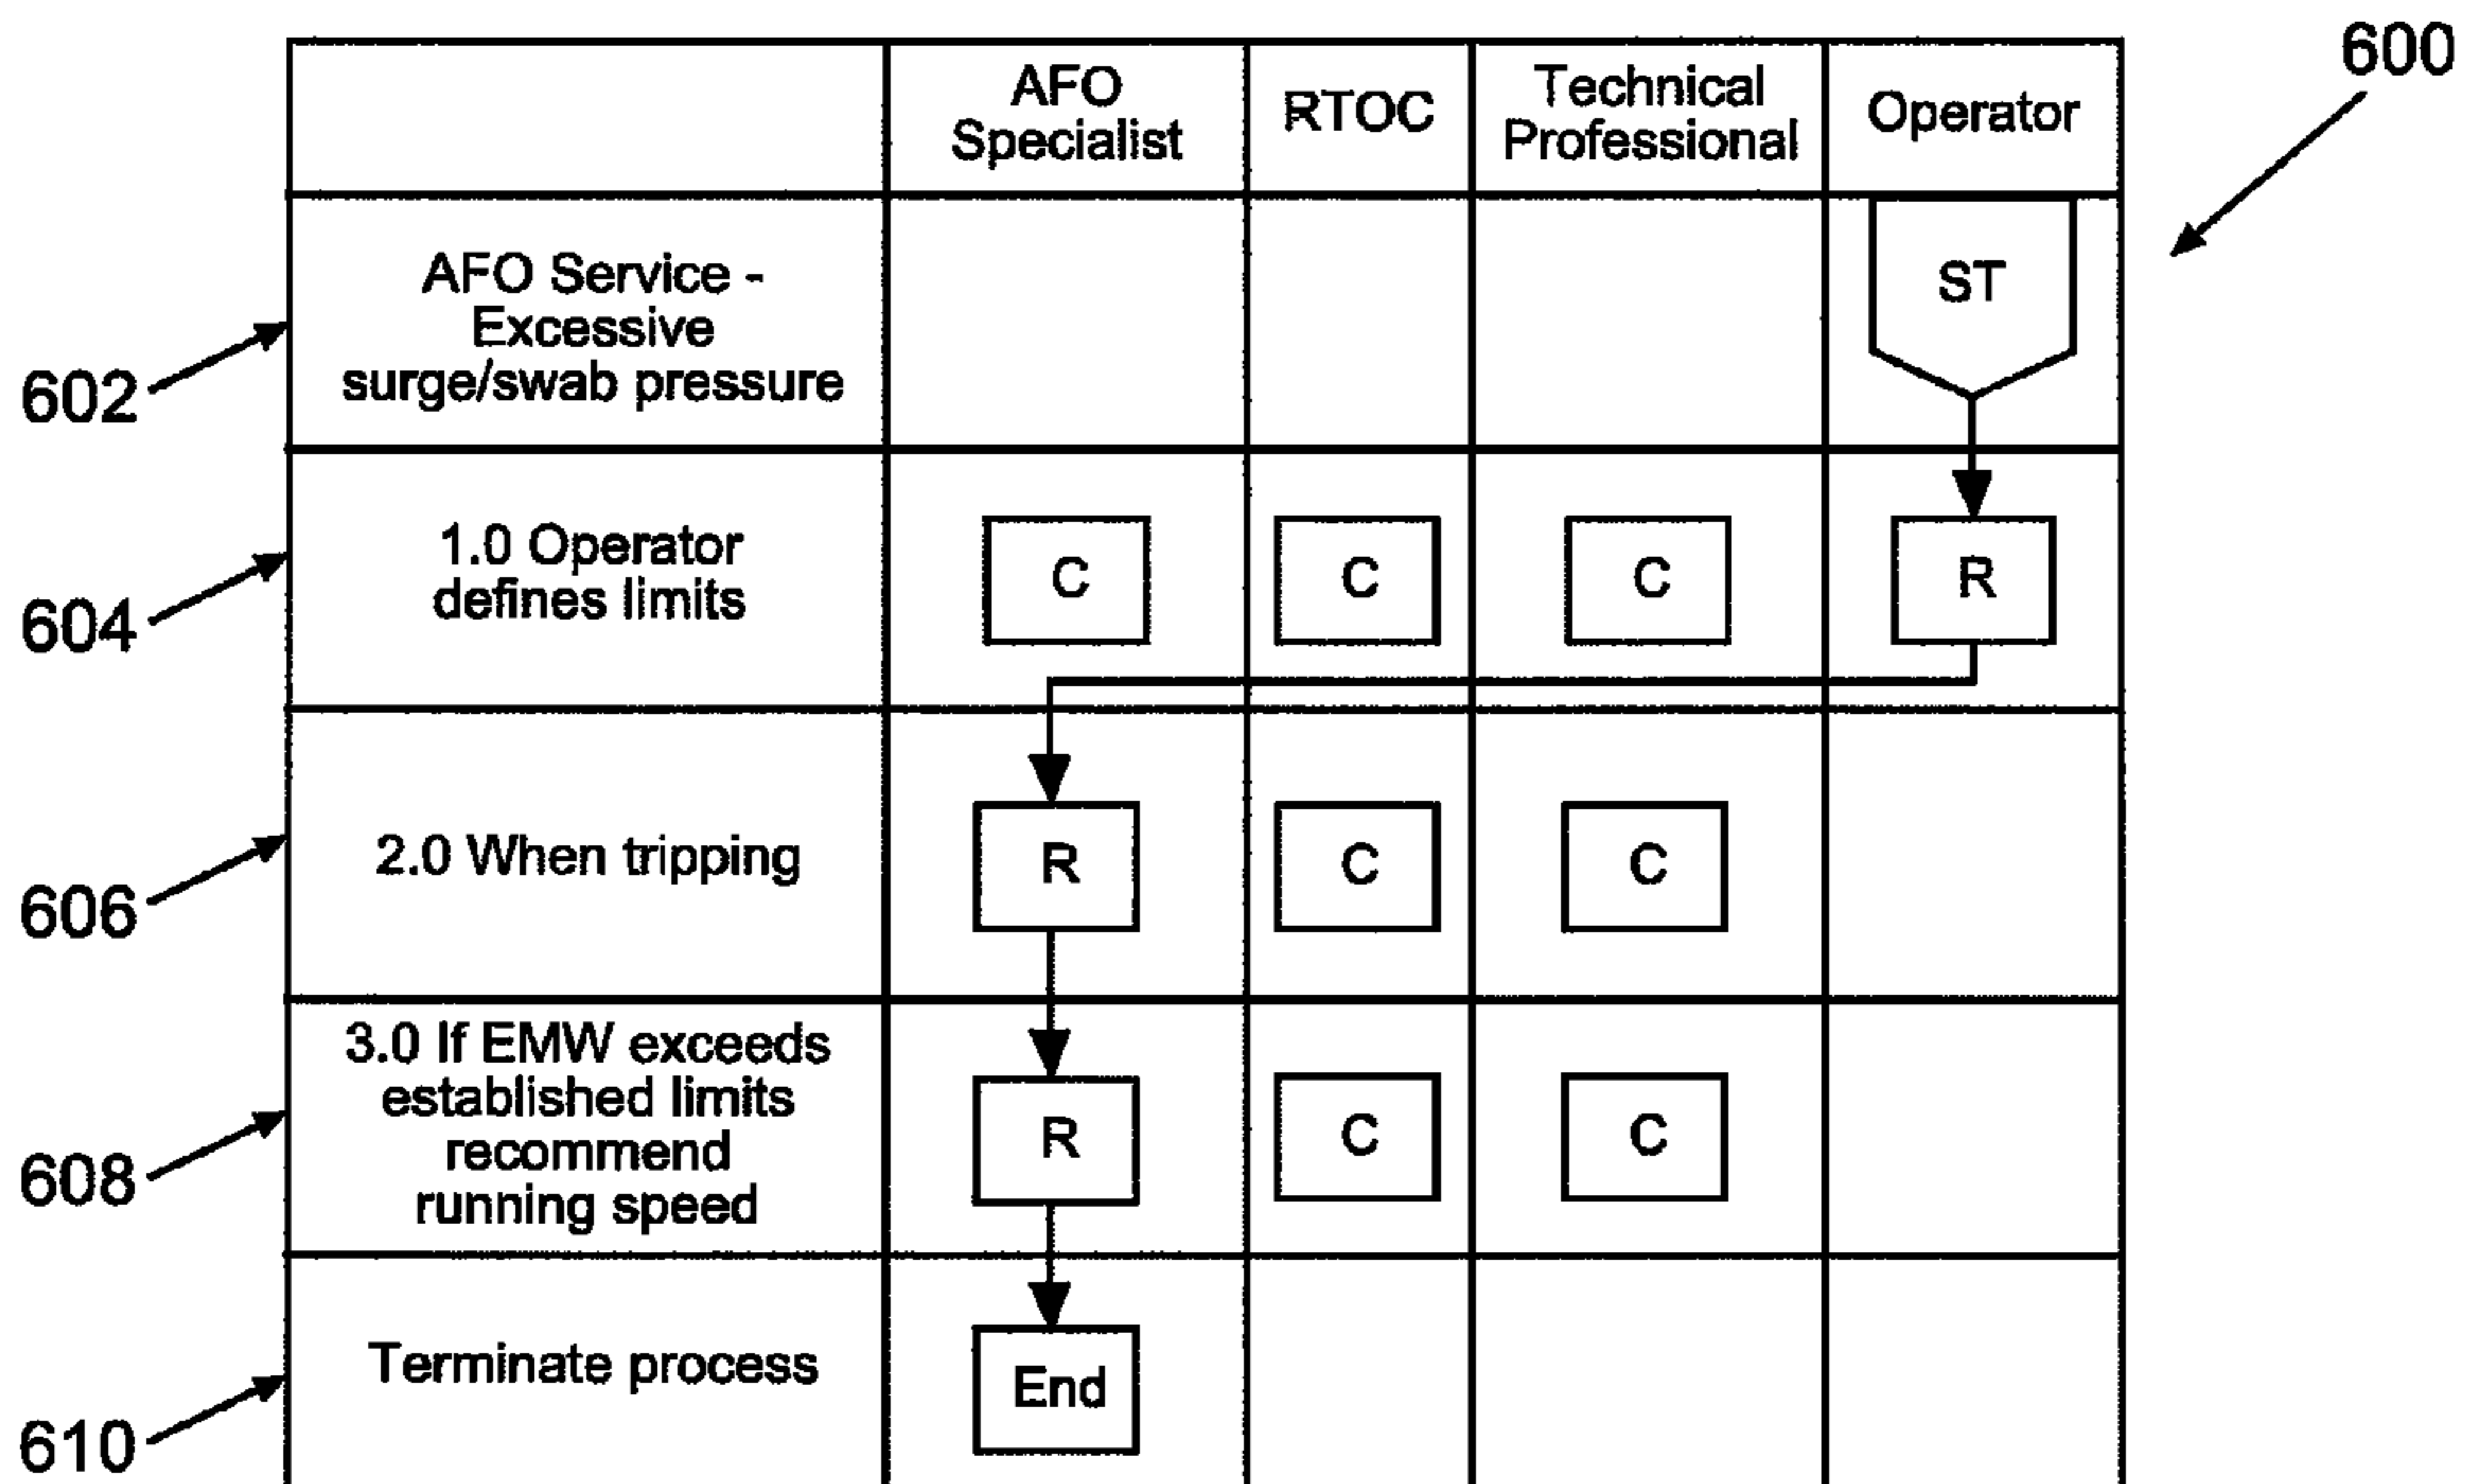 600
AFO
Specialist
RTOC
Technical
Professional
Operator
602
AFO Service -
Excessive
surge/swab pressure
ST
604
1.0 Operator
defines limits
C
C
C
R
606
2.0 When tripping
R
C
C
608
3.0 If EMW exceeds
established limits
recommend
running speed
R
C
C
610
Terminate process
End